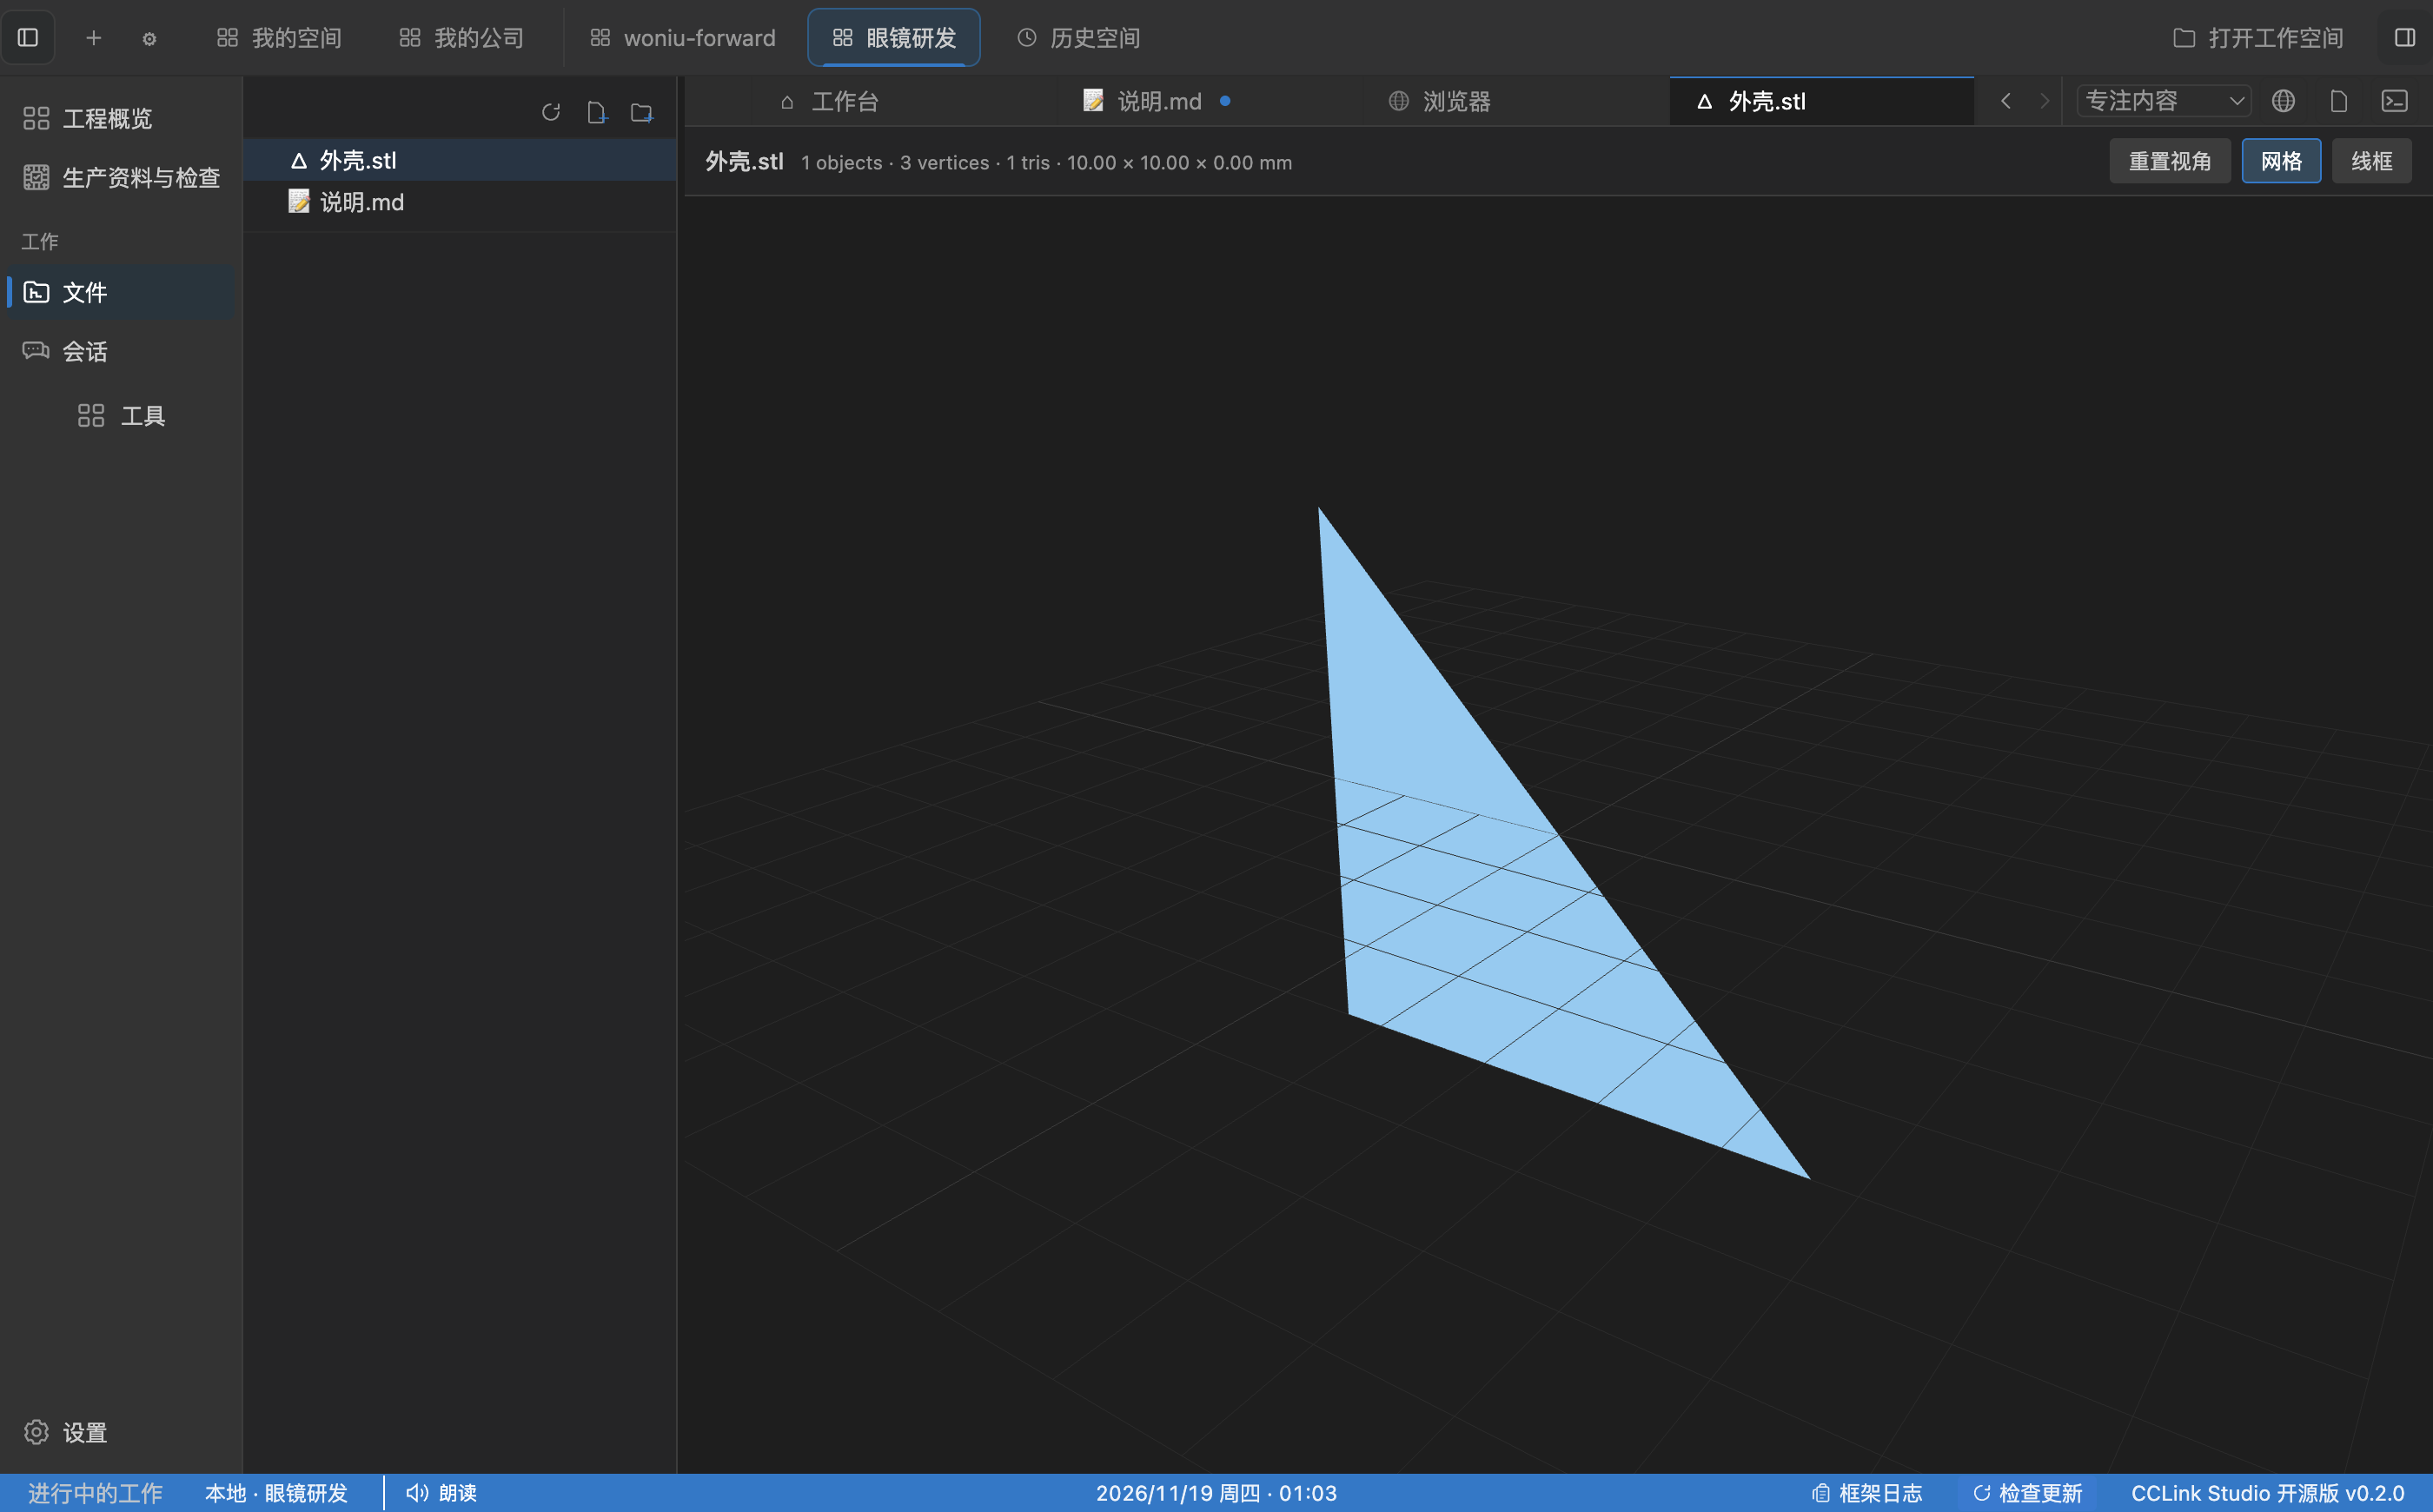 我的空间 我的公司 woniu-forward 眼镜研发 历史空间 打开工作空间
工程概览
生产资料与检查
工作
文件
会话
工具
设置
外壳.stl
说明.md
工作台 说明.md 浏览器 外壳.stl 专注内容
外壳.stl 1 objects · 3 vertices · 1 tris · 10.00 × 10.00 × 0.00 mm 重置视角 网格 线框
进行中的工作 本地 · 眼镜研发 朗读 2026/11/19 周四 · 01:03 框架日志 检查更新 CCLink Studio 开源版 v0.2.0